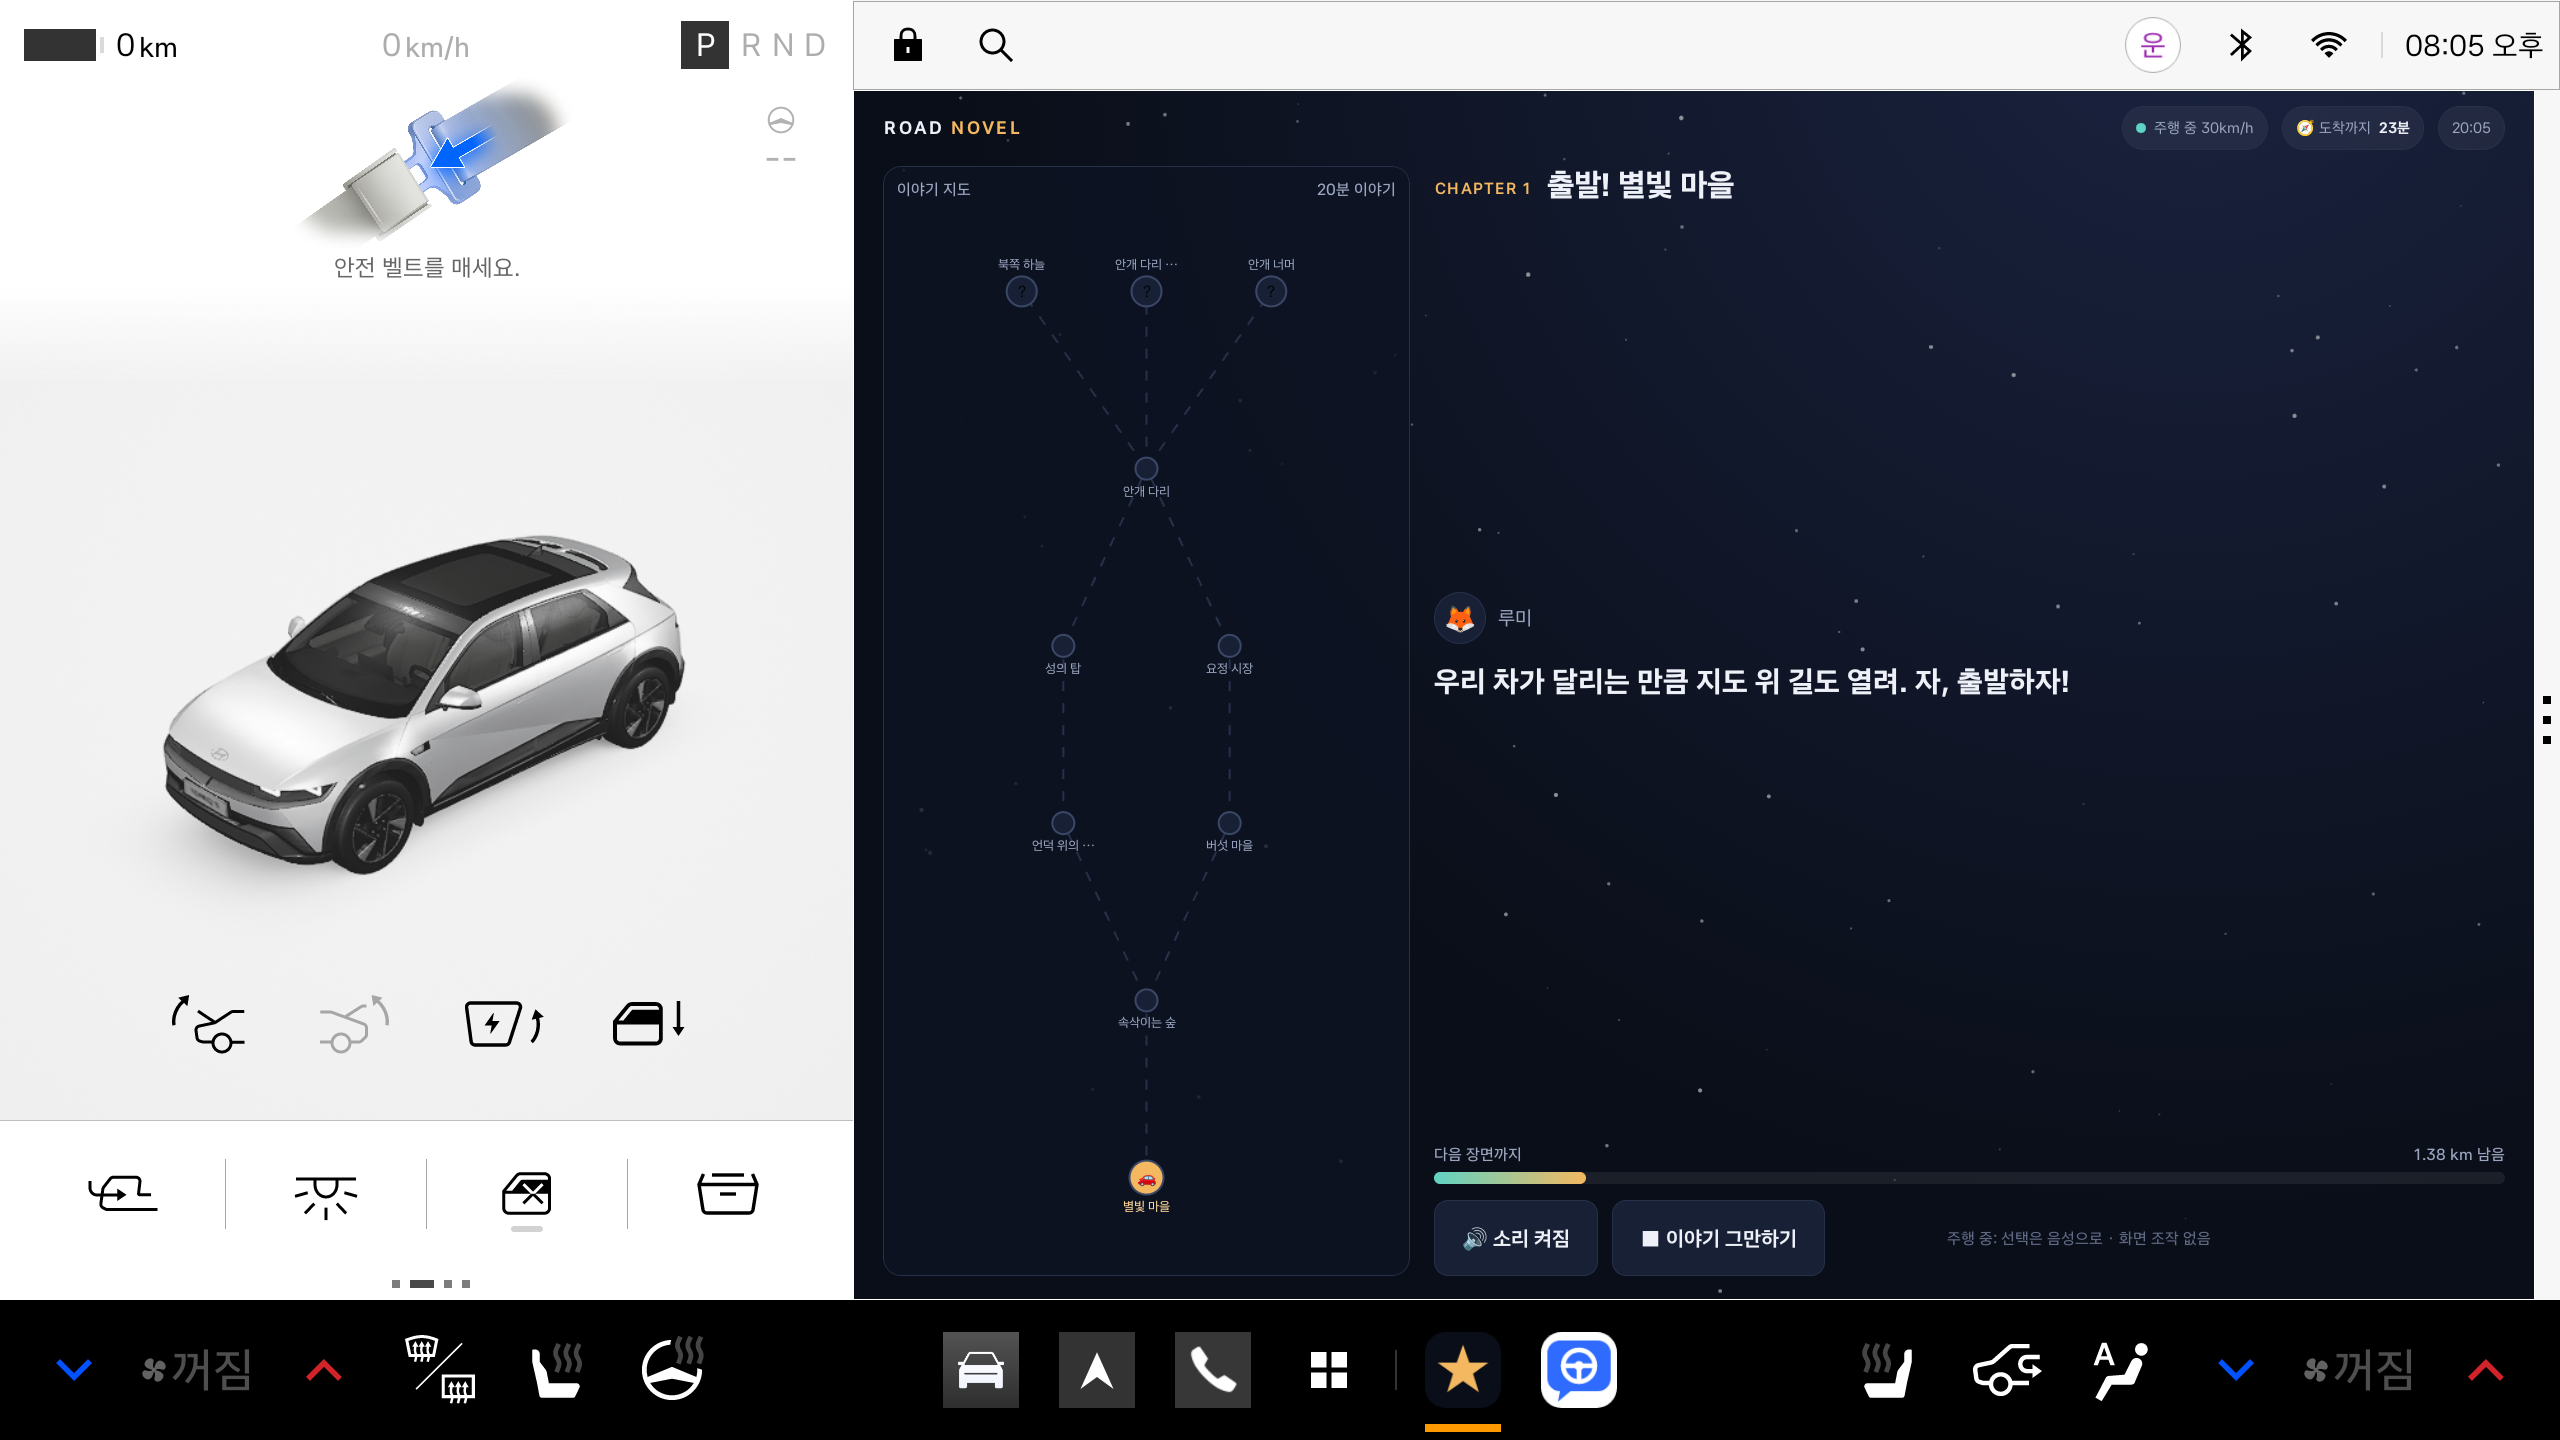 0 km
0 km/h
P R N D
08:05 오후
운
안전 벨트를 매세요.
ROAD NOVEL
주행 중 30km/h
도착까지 23분
20:05
이야기 지도
20분 이야기
북쪽 하늘
안개 다리 ···
안개 너머
?
?
?
안개 다리
성의 탑
요정 시장
언덕 위의 ···
버섯 마을
속삭이는 숲
별빛 마을
CHAPTER 1 출발! 별빛 마을
루미
우리 차가 달리는 만큼 지도 위 길도 열려. 자, 출발하자!
다음 장면까지
1.38 km 남음
소리 켜짐
이야기 그만하기
주행 중: 선택은 음성으로 · 화면 조작 없음
꺼짐
A
꺼짐